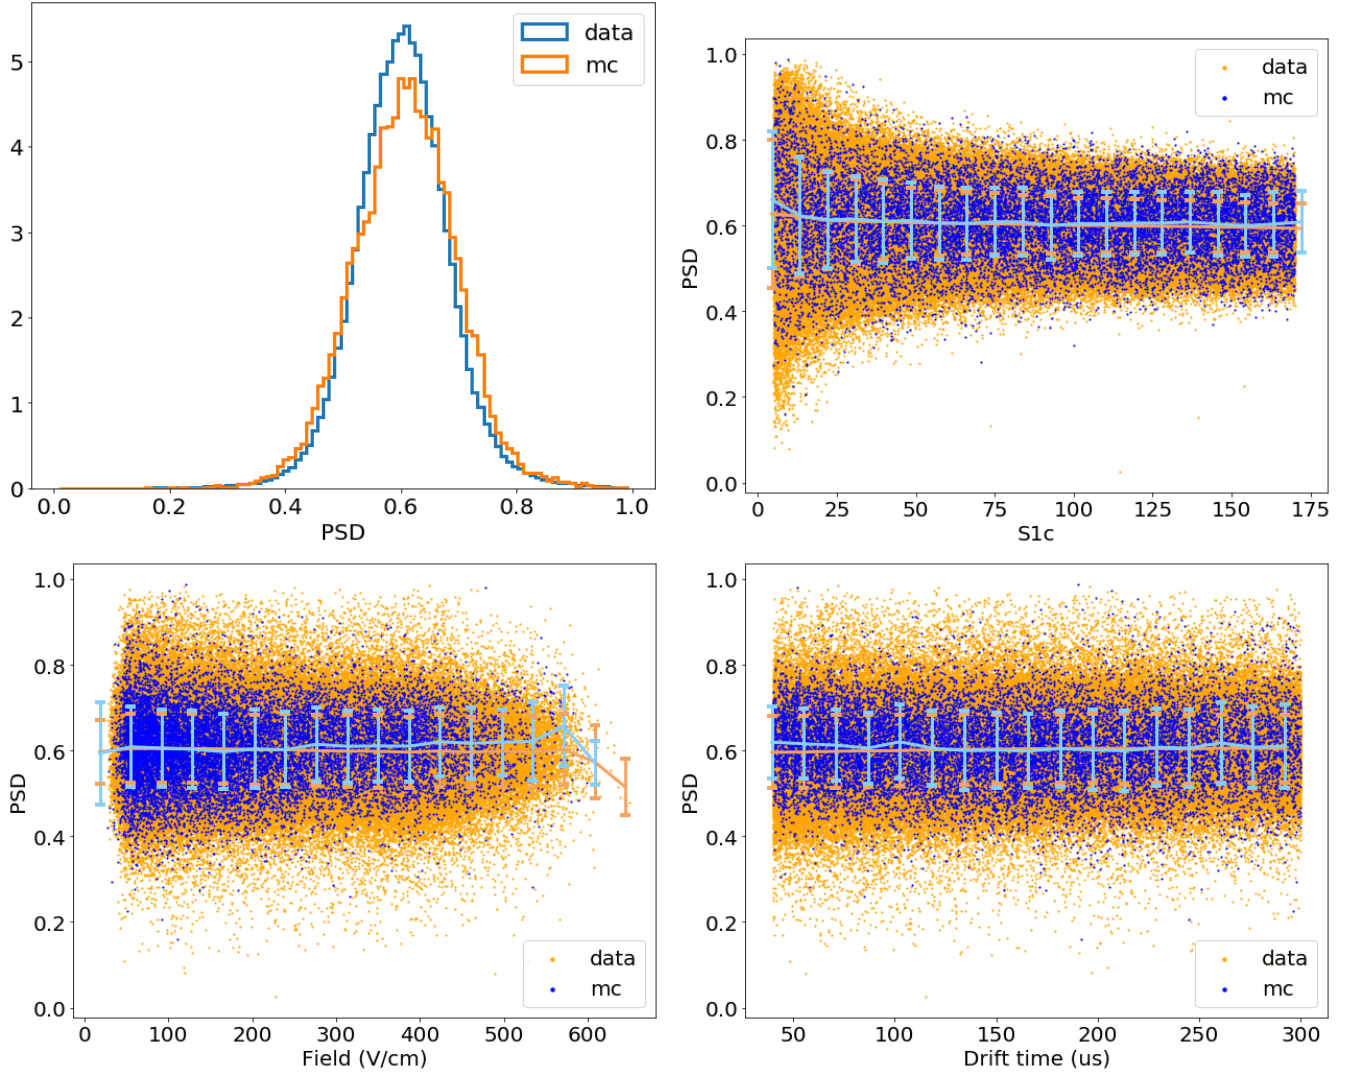 data
mc
5
4
3
2
1
0
0.0 0.2 0.4 0.6 0.8 1.0
PSD
data
mc
1.0
0.8
0.6
0.4
0.2
0.0
PSD
0 25 50 75 100 125 150 175
S1c
1.0
0.8
0.6
0.4
0.2
0.0
PSD
data
mc
0 100 200 300 400 500 600
Field (V/cm)
1.0
0.8
0.6
0.4
0.2
0.0
PSD
data
mc
50 100 150 200 250 300
Drift time (us)